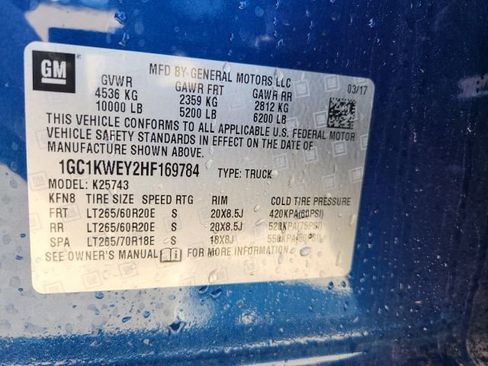 GM
MFD BY GENERAL MOTORS LLC
03/17
GVWR GAWR FRT GAWR RR
4536 KG 2359 KG 2812 KG
10000 LB 5200 LB 6200 LB
THIS VEHICLE CONFORMS TO ALL APPLICABLE U.S. FEDERAL MOTOR
VEHICLE SAFETY STANDARDS IN EFFECT ON THE DATE OF
MANUFACTURE SHOWN ABOVE.
1GC1KWEY2HF169784 TYPE: TRUCK
MODEL: K25743
KFN8 TIRE SIZE SPEED RTG RIM COLD TIRE PRESSURE
FRT LT265/60R20E S 20X8.5J 420KPA(60PSI)
RR LT265/60R20E S 20X8.5J 520KPA(75PSI)
SPA LT265/70R18E S 18X8J 550KPA(80PSI)
SEE OWNER'S MANUAL FOR MORE INFORMATION.